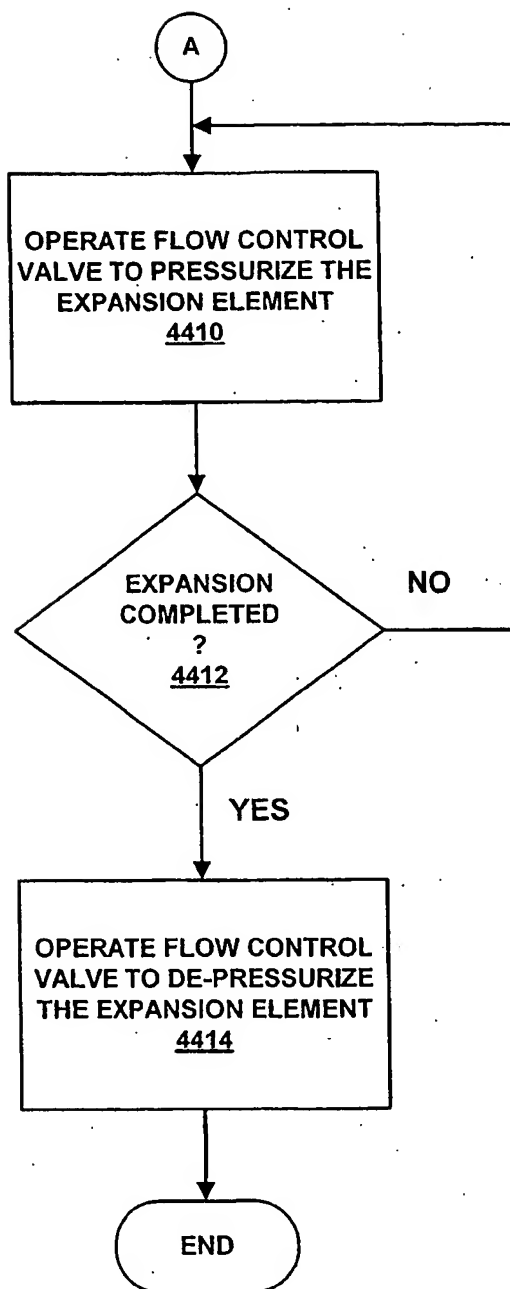 A
OPERATE FLOW CONTROL
VALVE TO PRESSURIZE THE
EXPANSION ELEMENT
4410
EXPANSION
COMPLETED
?
4412
NO
YES
OPERATE FLOW CONTROL
VALVE TO DE-PRESSURIZE
THE EXPANSION ELEMENT
4414
END